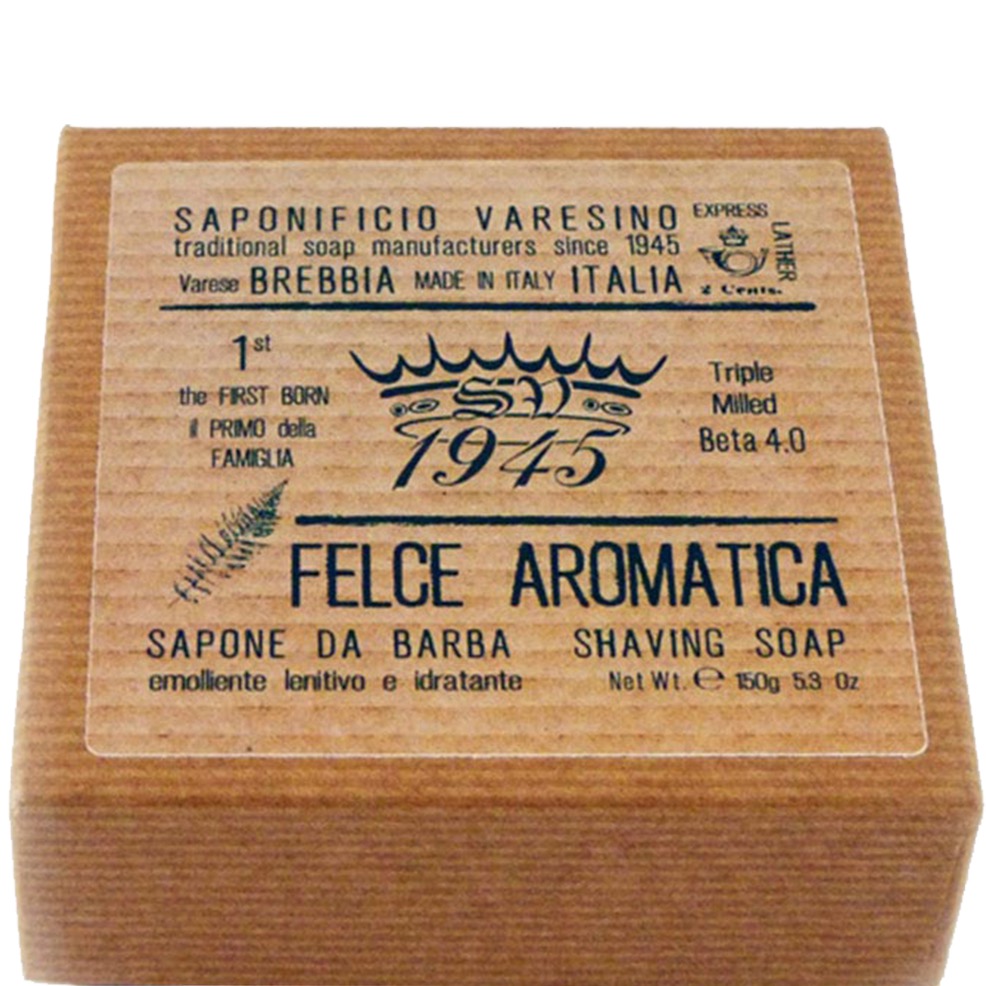 SAPONIFICIO VARESINO
traditional soap manufacturers since 1945
Varese BREBBIA MADE IN ITALY ITALIA
EXPRESS
LATHER
2 Cents.
1st
the FIRST BORN
il PRIMO della
FAMIGLIA
SV
1945
Triple
Milled
Beta 4.0
FELCE AROMATICA
SAPONE DA BARBA SHAVING SOAP
emolliente lenitivo e idratante Net Wt. ℮ 150g 5.3 Oz